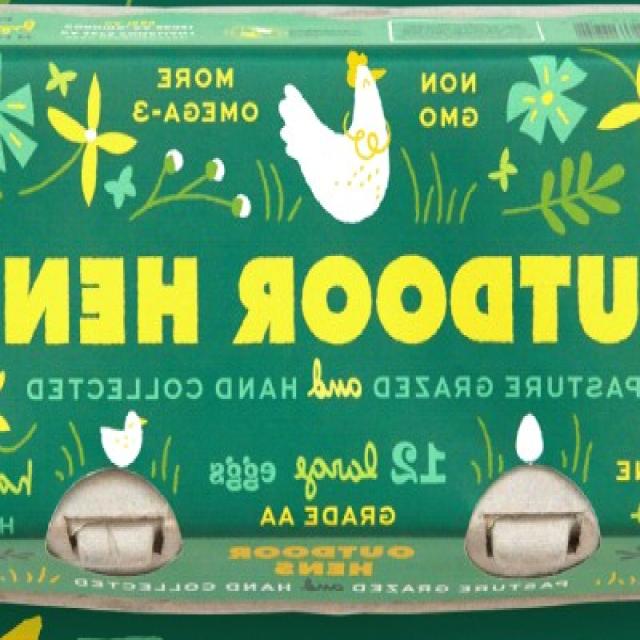 NON
GMO
MORE
OMEGA-3
UTDOOR HEN
PASTURE GRAZED and HAND COLLECTED
12 large eggs
GRADE AA
OUTDOOR
HENS
PASTURE GRAZED and HAND COLLECTED